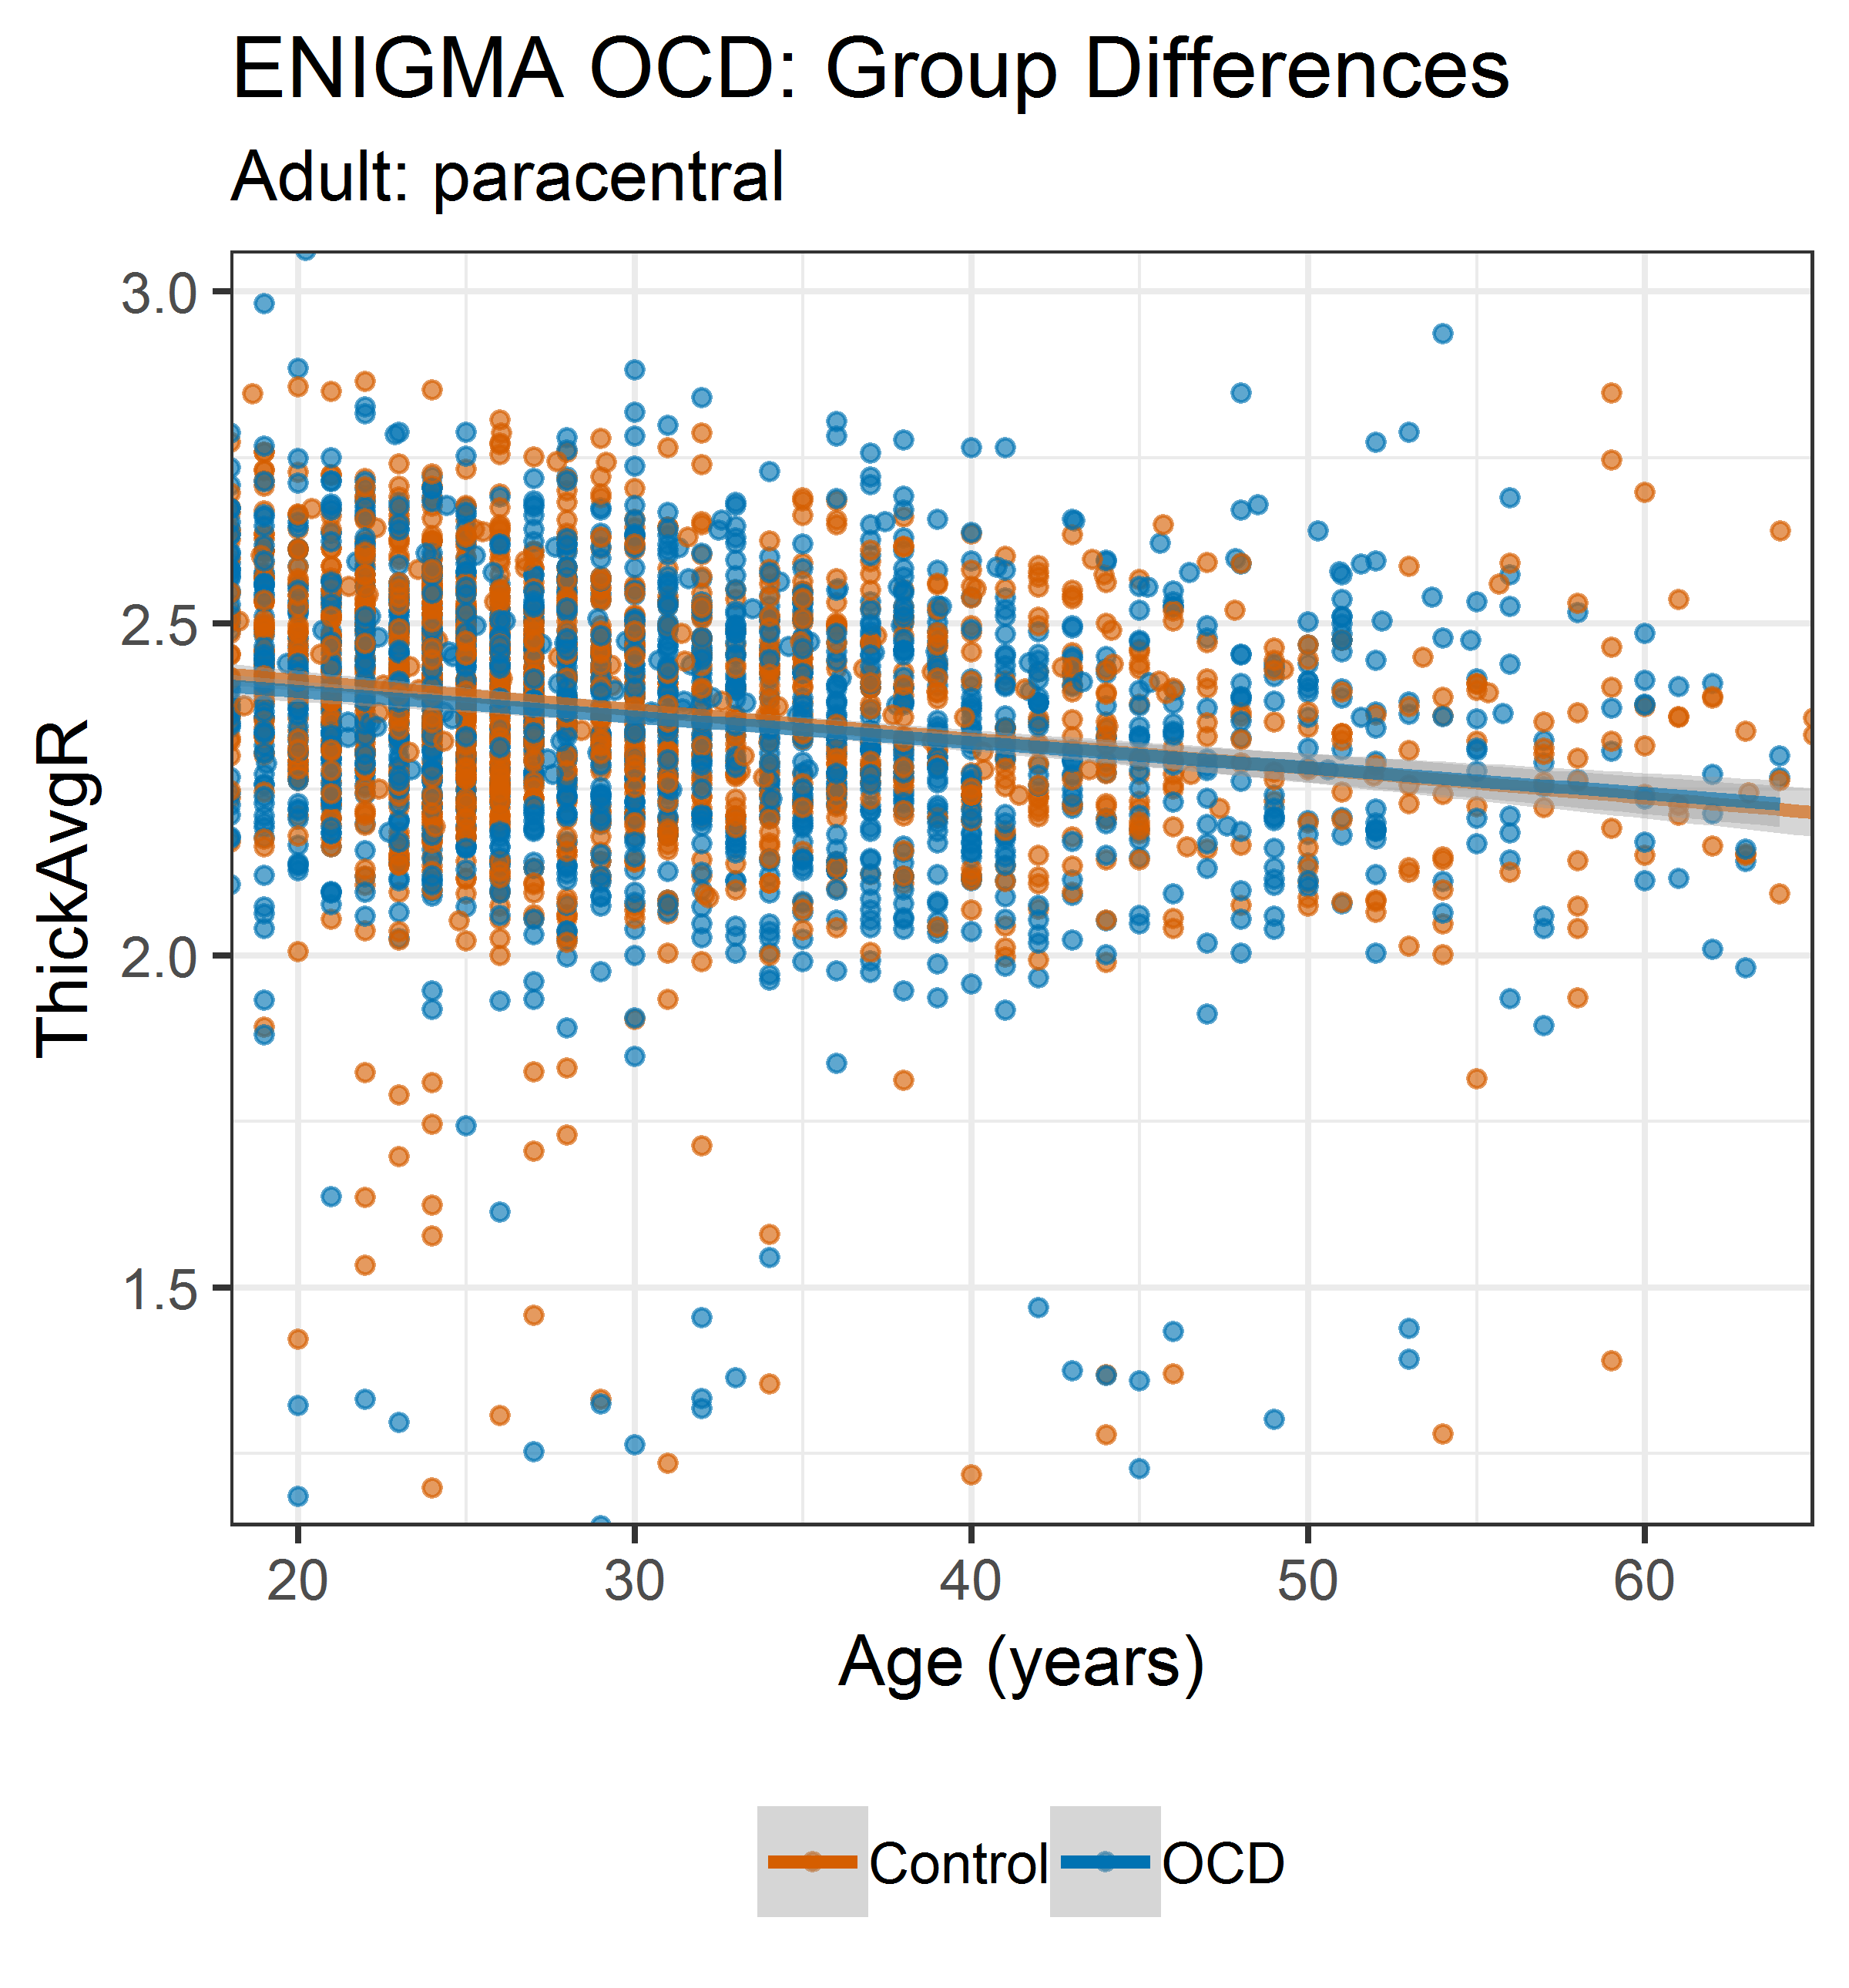 ENIGMA OCD: Group Differences
Adult: paracentral
ThickAvgR
3.0
2.5
2.0
1.5
20 30 40 50 60
Age (years)
Control OCD